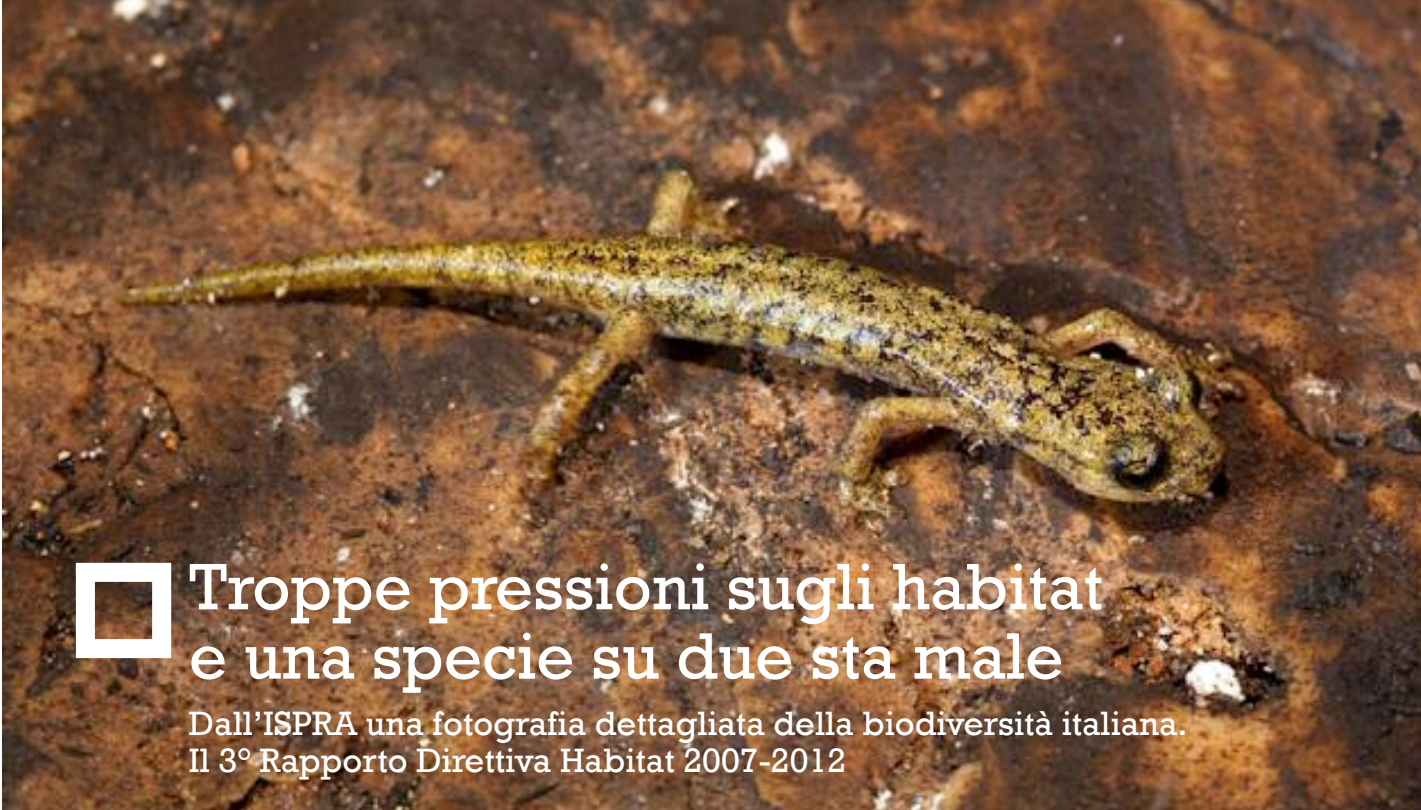 Troppe pressioni sugli habitat
e una specie su due sta male
Dall’ISPRA una fotografia dettagliata della biodiversità italiana.
Il 3° Rapporto Direttiva Habitat 2007-2012